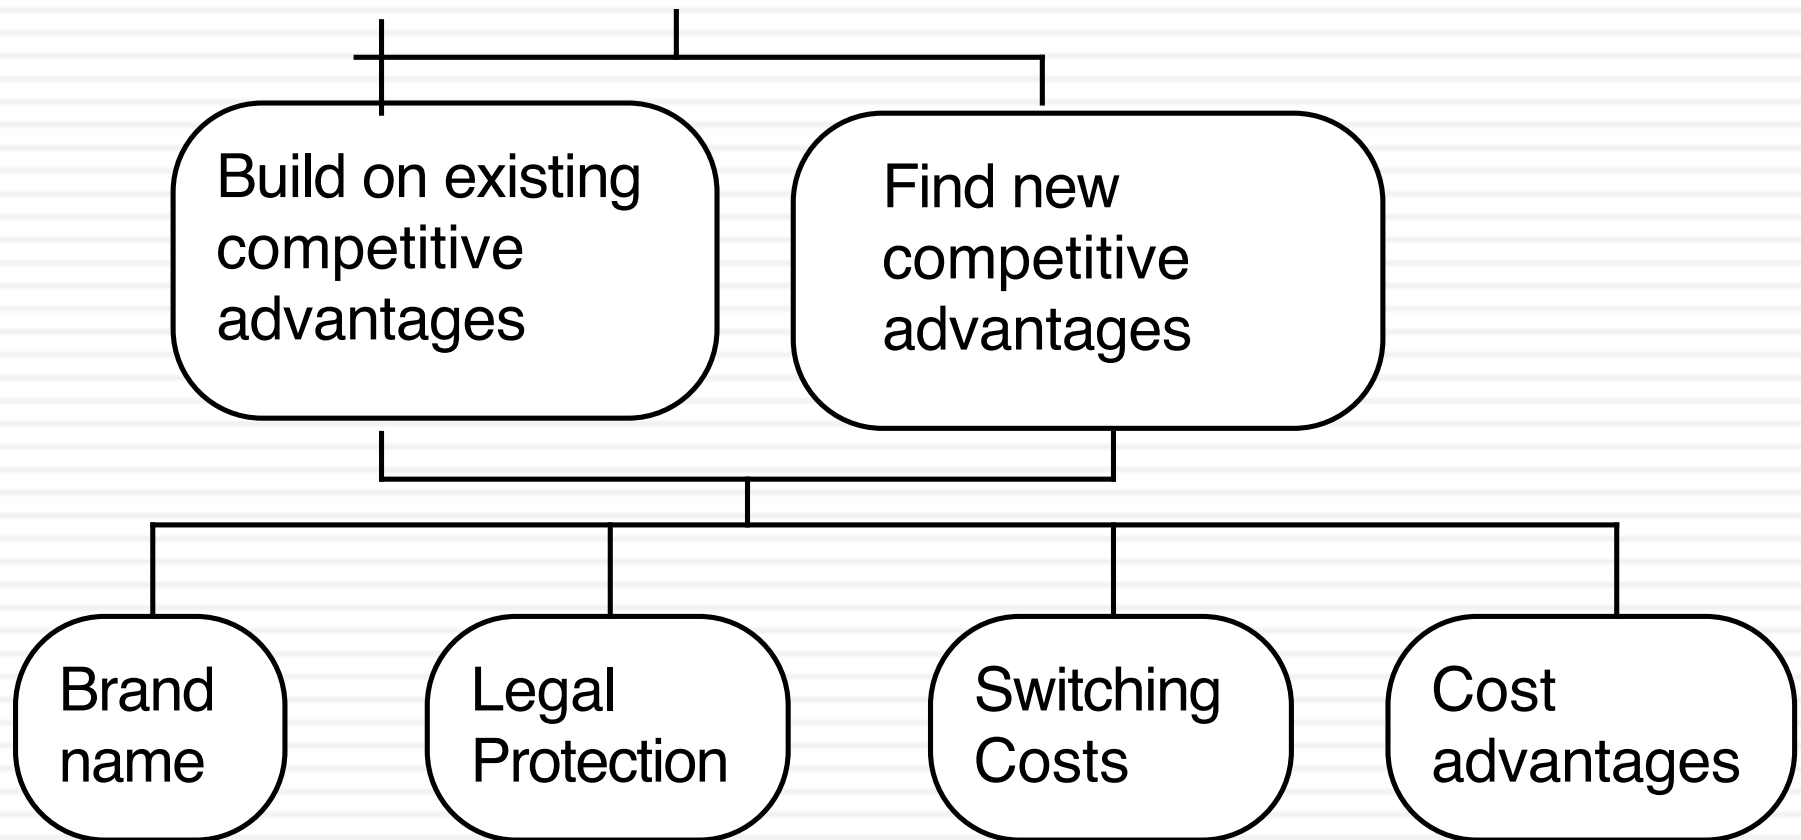 Build on existing
competitive
advantages
Find new
competitive
advantages
Brand
name
Legal
Protection
Switching
Costs
Cost
advantages